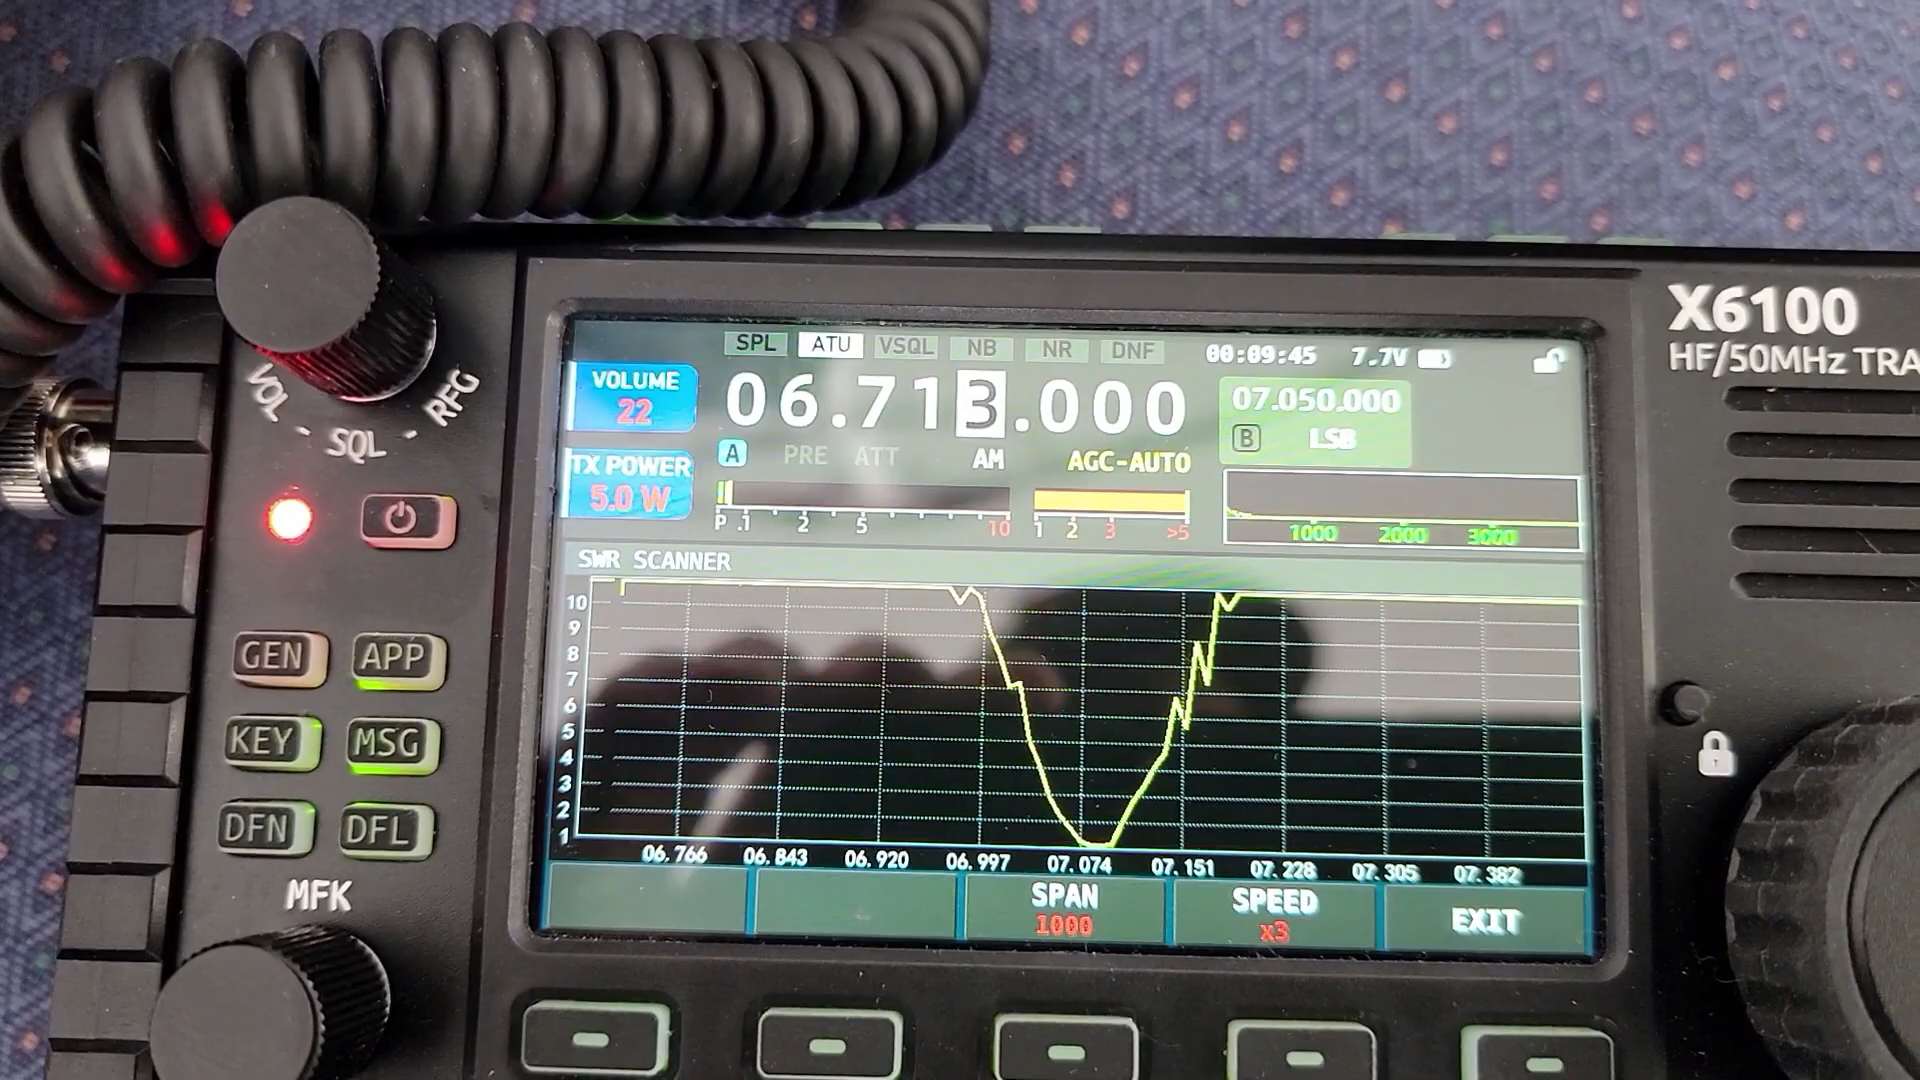 X6100
HF/50MHz TRA
SPL ATU VSQL NB NR DNF 00:09:45 7.7V
VOLUME
22
06.713.000
07.050.000
B LSB
A PRE ATT AM AGC-AUTO
TX POWER
5.0 W
P .1 2 5 10
1 2 3 >5
1000 2000 3000
SWR SCANNER
10
9
8
7
6
5
4
3
2
1
06.766 06.843 06.920 06.997 07.074 07.151 07.228 07.305 07.382
SPAN
1000
SPEED
x3
EXIT
VOL - SQL - RFG
GEN APP
KEY MSG
DFN DFL
MFK